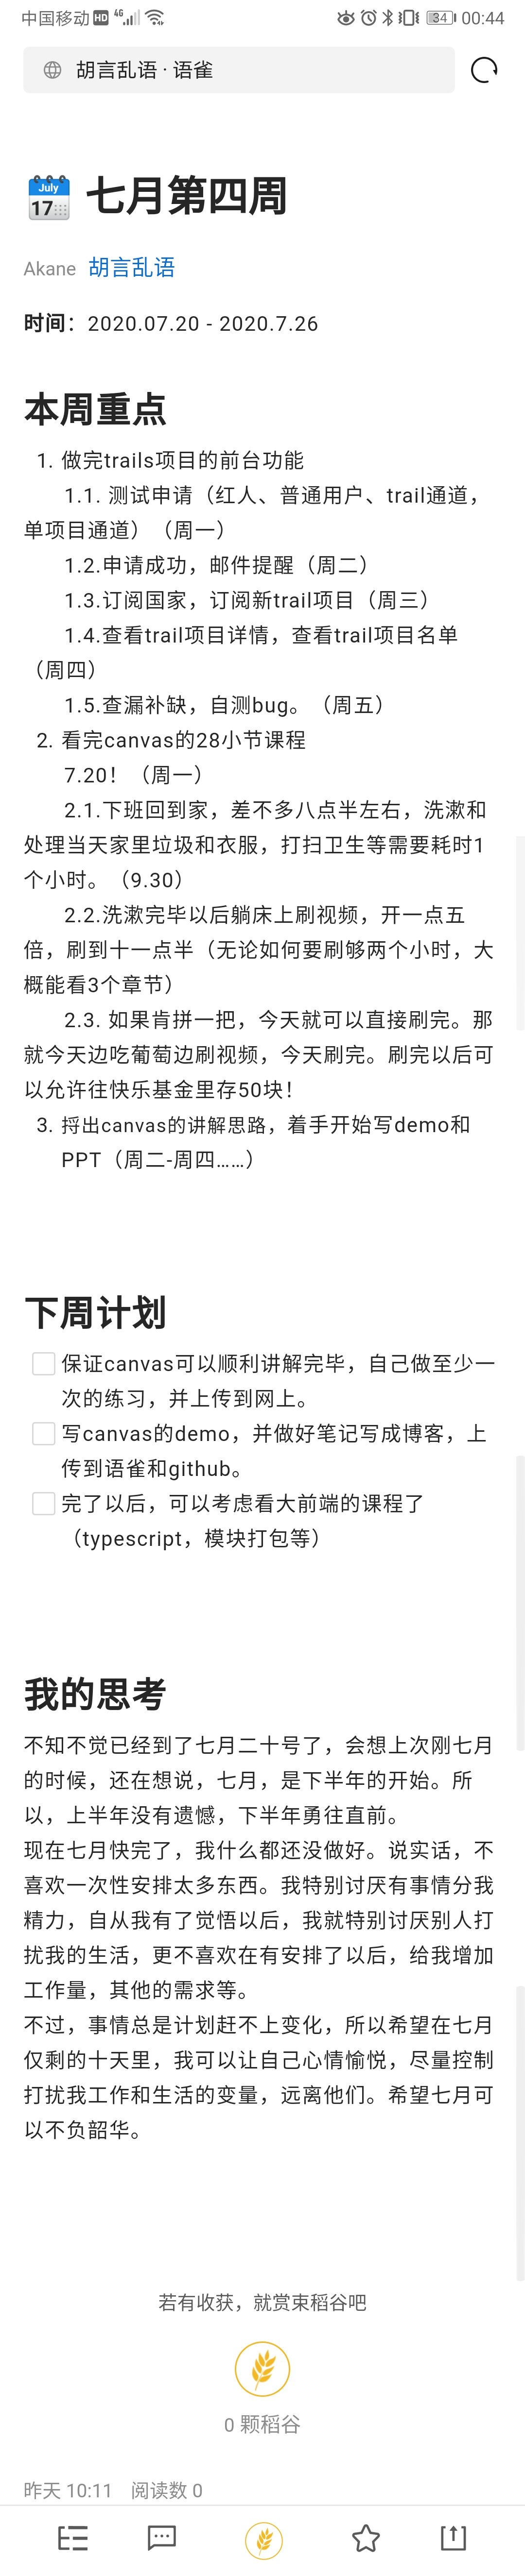 中国移动 HD 4G 34 00:44
胡言乱语 · 语雀
July
17
七月第四周
Akane 胡言乱语
时间：2020.07.20 - 2020.7.26
本周重点
1. 做完trails项目的前台功能
1.1. 测试申请（红人、普通用户、trail通道，
单项目通道）（周一）
1.2.申请成功，邮件提醒（周二）
1.3.订阅国家，订阅新trail项目（周三）
1.4.查看trail项目详情，查看trail项目名单
（周四）
1.5.查漏补缺，自测bug。（周五）
2. 看完canvas的28小节课程
7.20！（周一）
2.1.下班回到家，差不多八点半左右，洗漱和
处理当天家里垃圾和衣服，打扫卫生等需要耗时1
个小时。（9.30）
2.2.洗漱完毕以后躺床上刷视频，开一点五
倍，刷到十一点半（无论如何要刷够两个小时，大
概能看3个章节）
2.3. 如果肯拼一把，今天就可以直接刷完。那
就今天边吃葡萄边刷视频，今天刷完。刷完以后可
以允许往快乐基金里存50块！
3. 捋出canvas的讲解思路，着手开始写demo和
PPT（周二-周四......）
下周计划
保证canvas可以顺利讲解完毕，自己做至少一
次的练习，并上传到网上。
写canvas的demo，并做好笔记写成博客，上
传到语雀和github。
完了以后，可以考虑看大前端的课程了
（typescript，模块打包等）
我的思考
不知不觉已经到了七月二十号了，会想上次刚七月
的时候，还在想说，七月，是下半年的开始。所
以，上半年没有遗憾，下半年勇往直前。
现在七月快完了，我什么都还没做好。说实话，不
喜欢一次性安排太多东西。我特别讨厌有事情分我
精力，自从我有了觉悟以后，我就特别讨厌别人打
扰我的生活，更不喜欢在有安排了以后，给我增加
工作量，其他的需求等。
不过，事情总是计划赶不上变化，所以希望在七月
仅剩的十天里，我可以让自己心情愉悦，尽量控制
打扰我工作和生活的变量，远离他们。希望七月可
以不负韶华。
若有收获，就赏束稻谷吧
0 颗稻谷
昨天 10:11 阅读数 0